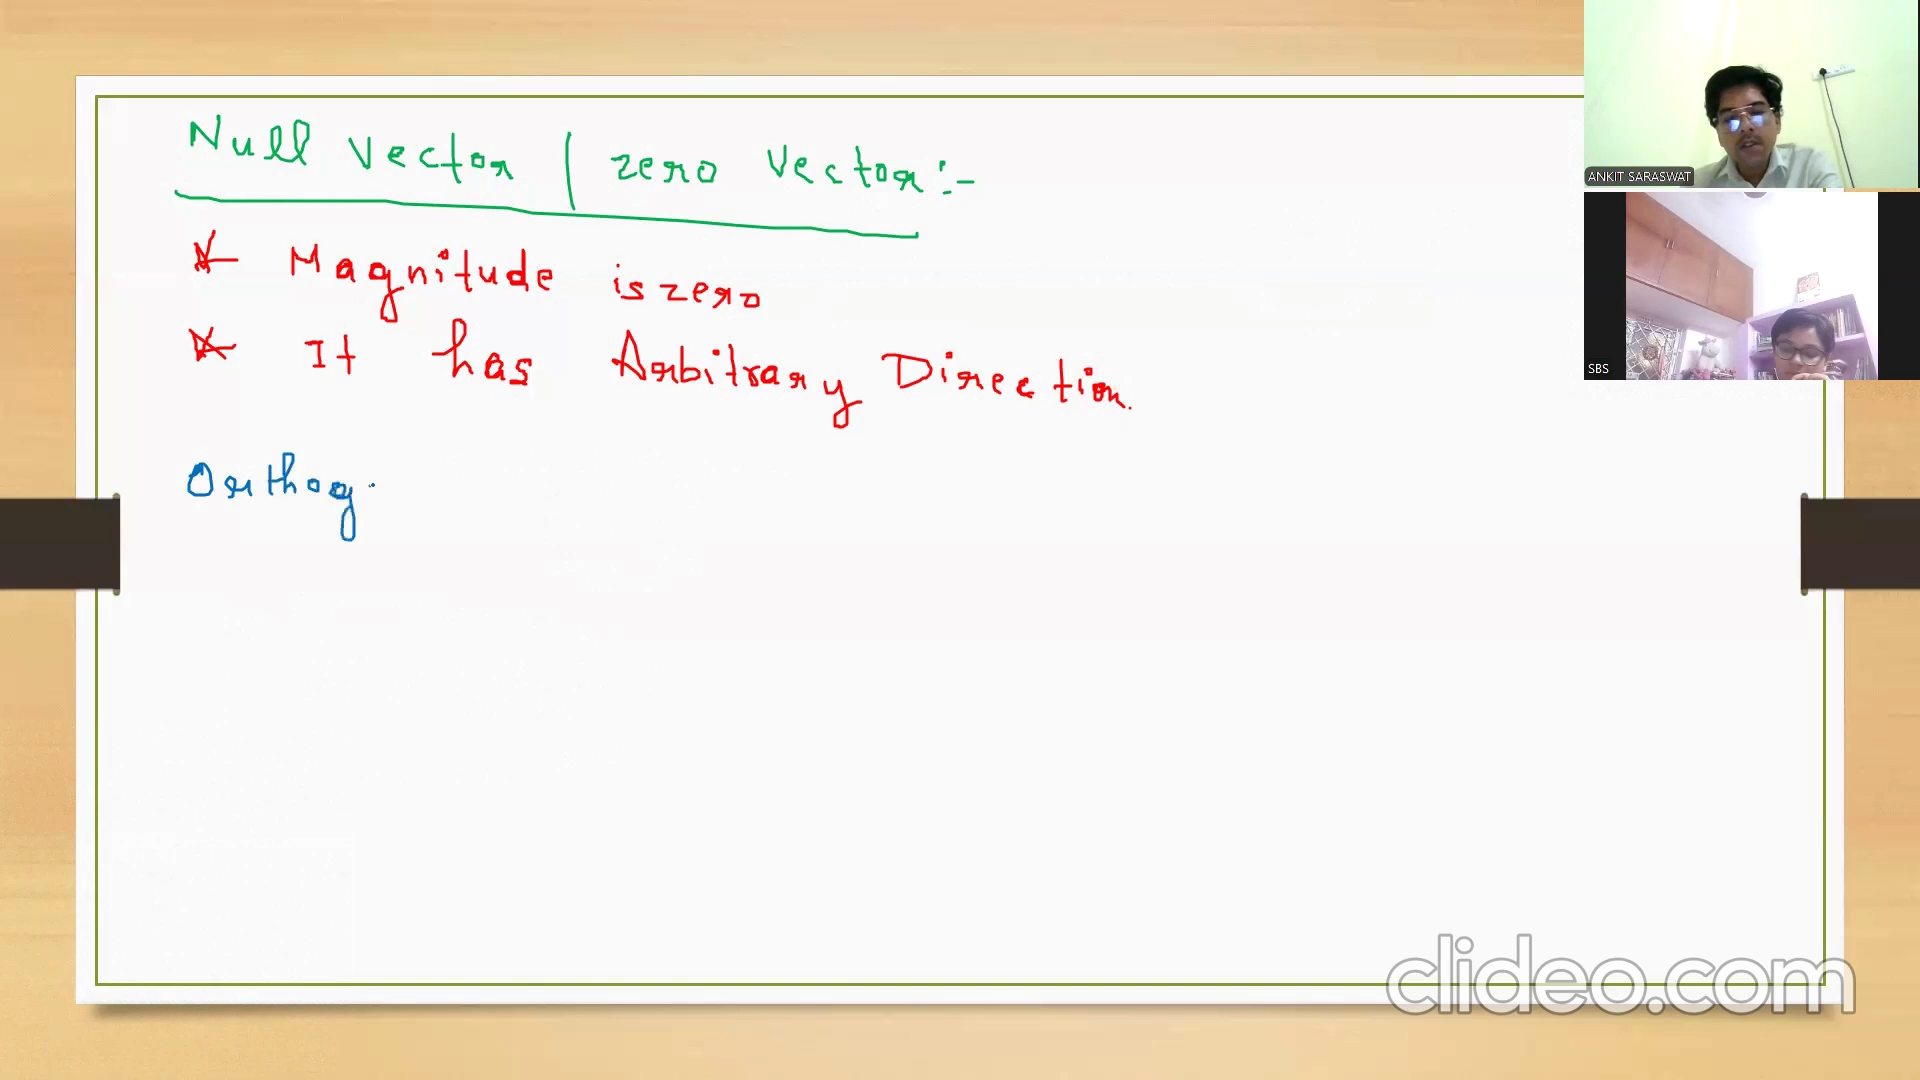 Null Vector | zero Vector :-
* Magnitude is zero
* It has Arbitrary Direction.
Orthog
ANKIT SARASWAT
SBS
clideo.com